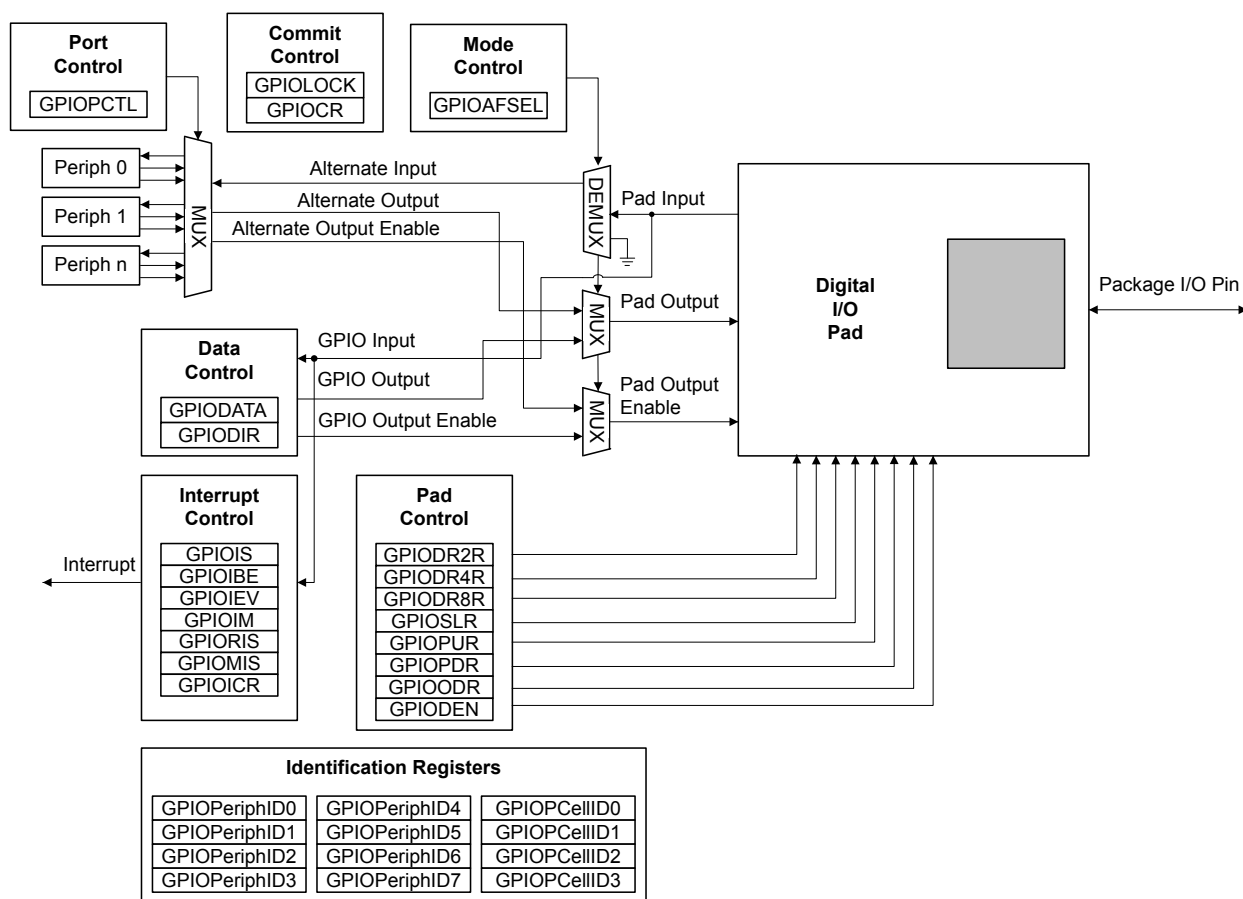 Port
Control
GPIOPCTL
Commit
Control
GPIOLOCK
GPIOCR
Mode
Control
GPIOAFSEL
Periph 0
Periph 1
Periph n
MUX
Alternate Input
Alternate Output
Alternate Output Enable
DEMUX
Pad Input
MUX
Pad Output
MUX
Pad Output
Enable
Digital
I/O
Pad
Package I/O Pin
Data
Control
GPIODATA
GPIODIR
GPIO Input
GPIO Output
GPIO Output Enable
Interrupt
Interrupt
Control
GPIOIS
GPIOIBE
GPIOIEV
GPIOIM
GPIORIS
GPIOMIS
GPIOICR
Pad
Control
GPIODR2R
GPIODR4R
GPIODR8R
GPIOSLR
GPIOPUR
GPIOPDR
GPIOODR
GPIODEN
Identification Registers
GPIOPeriphID0
GPIOPeriphID1
GPIOPeriphID2
GPIOPeriphID3
GPIOPeriphID4
GPIOPeriphID5
GPIOPeriphID6
GPIOPeriphID7
GPIOPCellID0
GPIOPCellID1
GPIOPCellID2
GPIOPCellID3